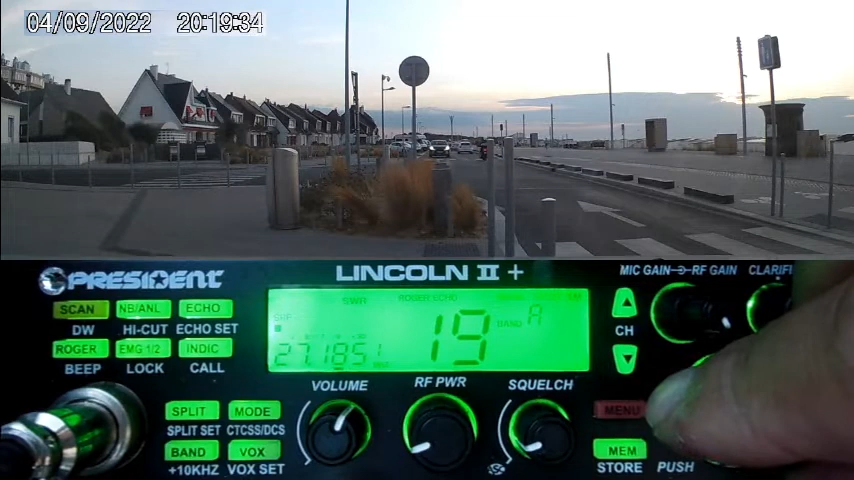 04/09/2022 20:19:34
PRESIDENT
LINCOLN II +
MIC GAIN RF GAIN CLARIFI
SCAN NB/ANL ECHO
DW HI-CUT ECHO SET
ROGER EMG 1/2 INDIC
BEEP LOCK CALL
SWR ROGER ECHO
19 BAND A
27.1851
CH
VOLUME RF PWR SQUELCH
SPLIT MODE
SPLIT SET CTCSS/DCS
BAND VOX
+10KHZ VOX SET
MENU
MEM
STORE PUSH